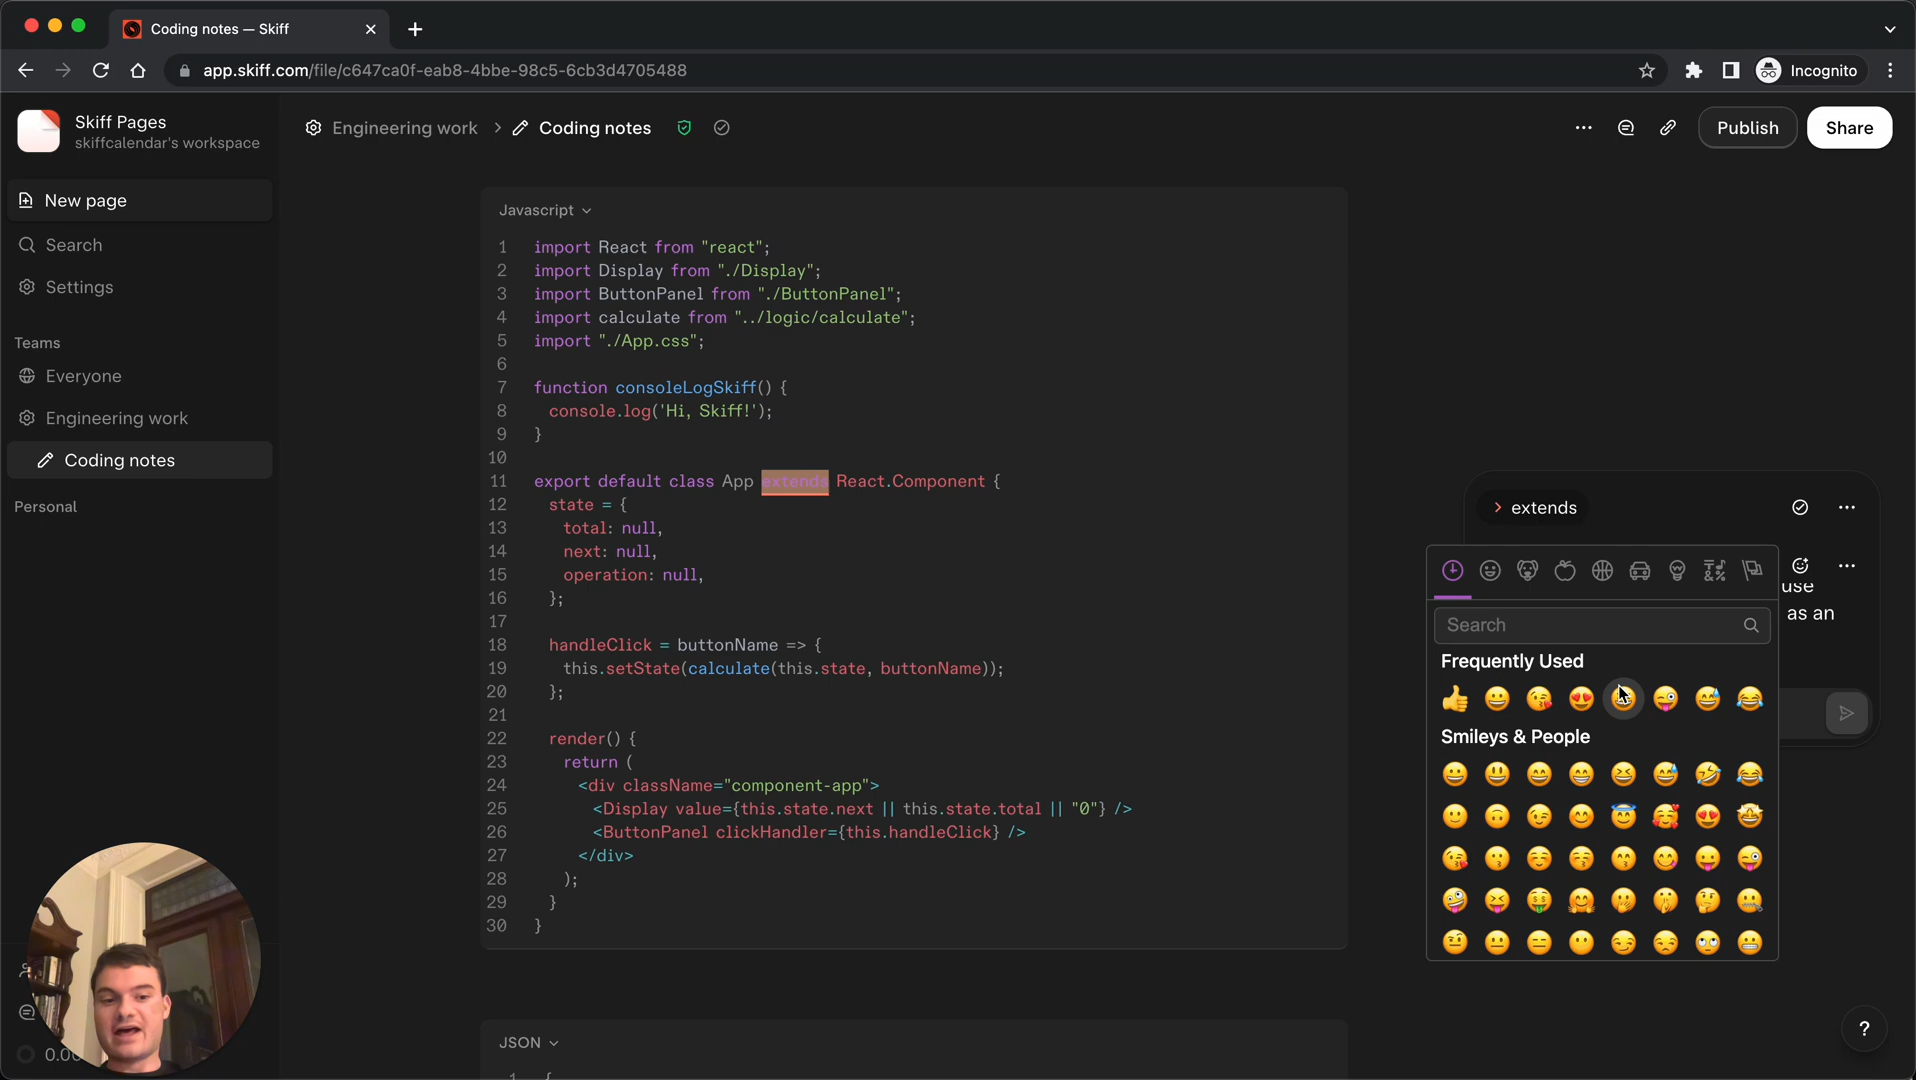 Coding notes — Skiff
app.skiff.com/file/c647ca0f-eab8-4bbe-98c5-6cb3d4705488
Incognito
Skiff Pages
skiffcalendar's workspace
Engineering work
Coding notes
Publish
Share
New page
Search
Settings
Teams
Everyone
Engineering work
Coding notes
Personal
0.00
Javascript
1 import React from "react";
2 import Display from "./Display";
3 import ButtonPanel from "./ButtonPanel";
4 import calculate from "../logic/calculate";
5 import "./App.css";
6
7 function consoleLogSkiff() {
8 console.log('Hi, Skiff!');
9 }
10
11 export default class App extends React.Component {
12 state = {
13 total: null,
14 next: null,
15 operation: null,
16 };
17
18 handleClick = buttonName => {
19 this.setState(calculate(this.state, buttonName));
20 };
21
22 render() {
23 return (
24 <div className="component-app">
25 <Display value={this.state.next || this.state.total || "0"} />
26 <ButtonPanel clickHandler={this.handleClick} />
27 </div>
28 );
29 }
30 }
JSON
1 {
> extends
use
as an
Search
Frequently Used
Smileys & People
?